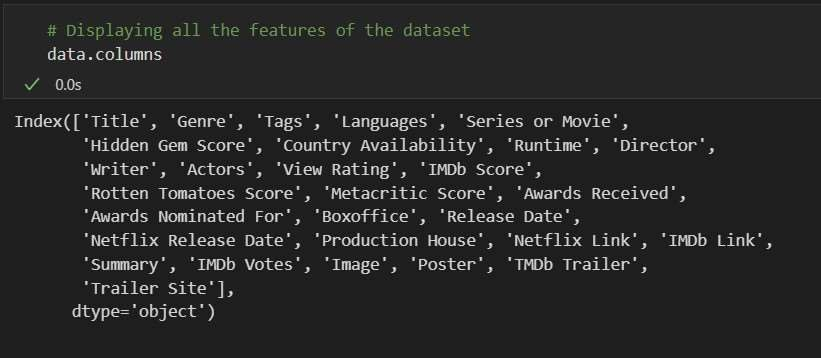 # Displaying all the features of the dataset
data.columns
0.0s
Index(['Title', 'Genre', 'Tags', 'Languages', 'Series or Movie',
'Hidden Gem Score', 'Country Availability', 'Runtime', 'Director',
'Writer', 'Actors', 'View Rating', 'IMDb Score',
'Rotten Tomatoes Score', 'Metacritic Score', 'Awards Received',
'Awards Nominated For', 'Boxoffice', 'Release Date',
'Netflix Release Date', 'Production House', 'Netflix Link', 'IMDb Link',
'Summary', 'IMDb Votes', 'Image', 'Poster', 'TMDb Trailer',
'Trailer Site'],
dtype='object')